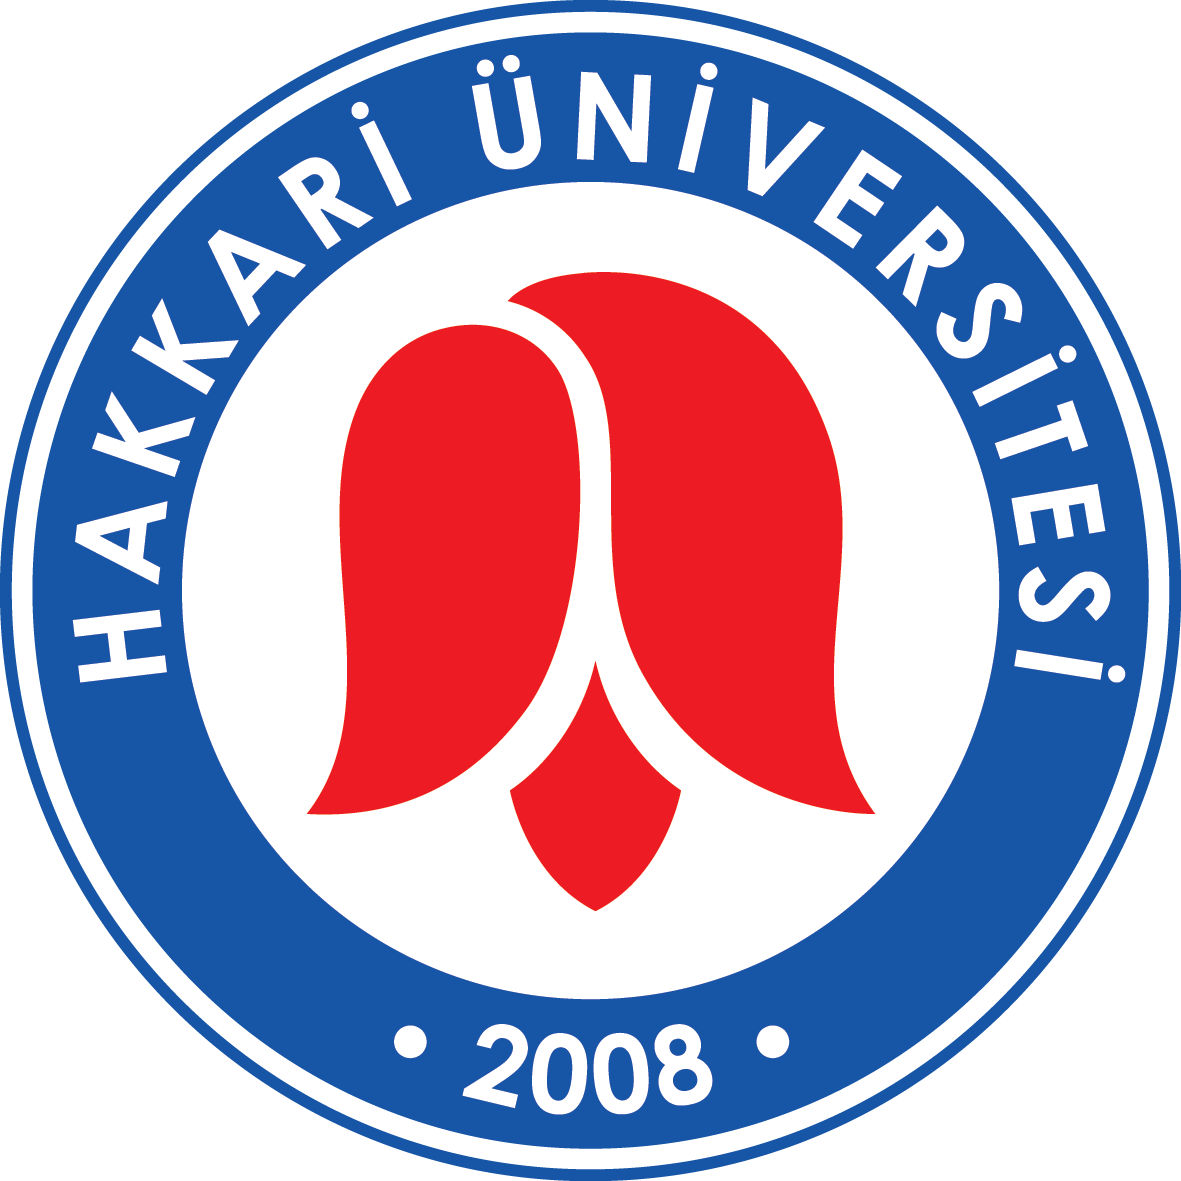 HAKKARİ ÜNİVERSİTESİ
• 2008 •